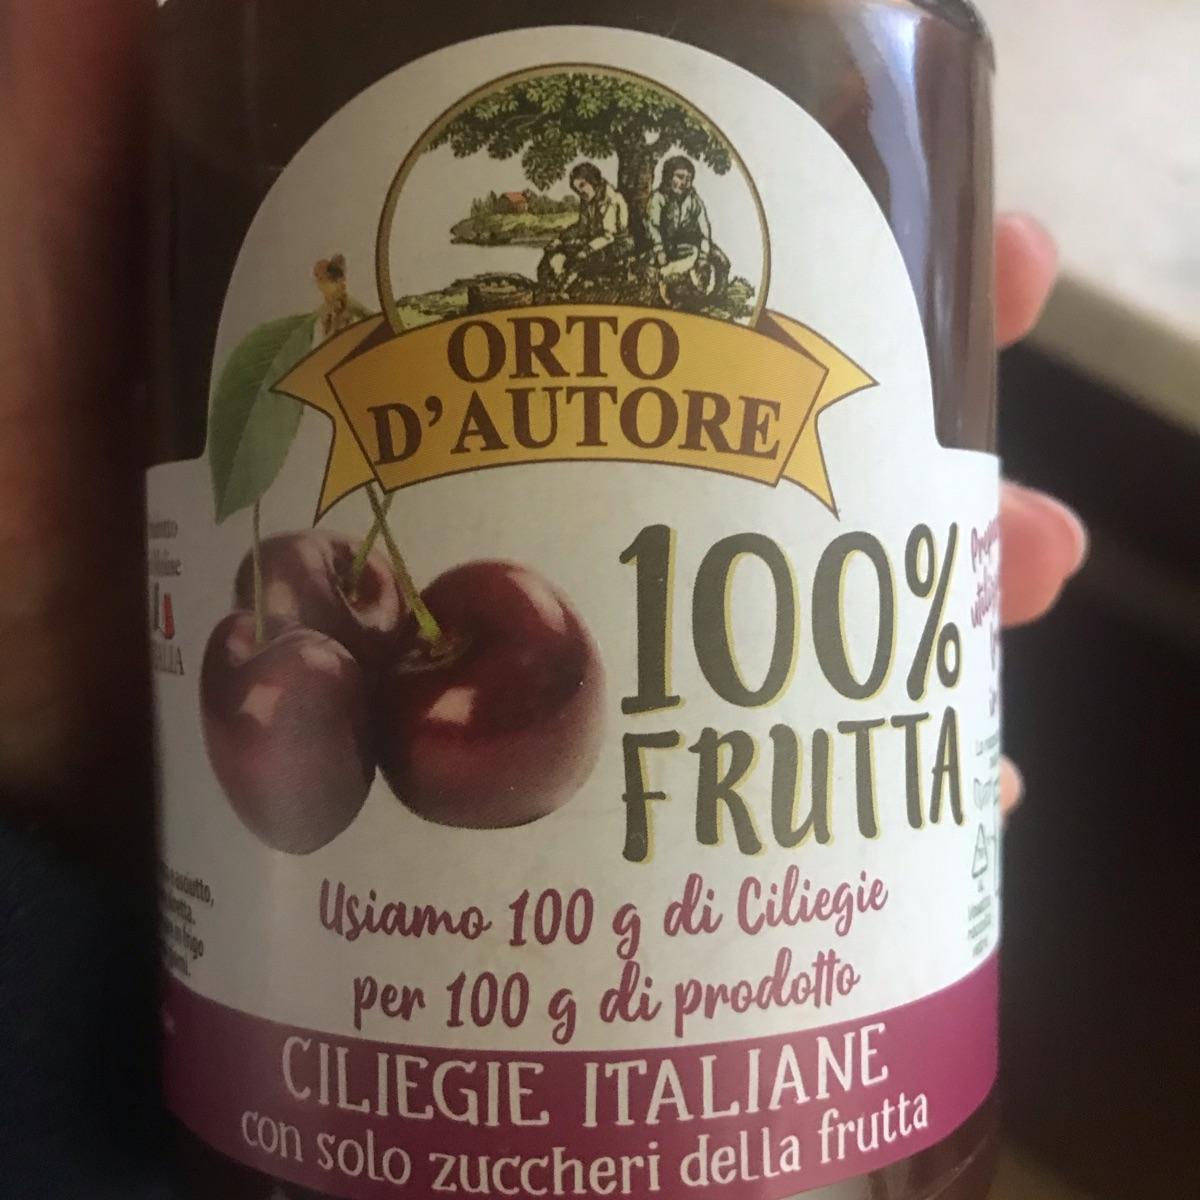 ORTO
D'AUTORE
100%
FRUTTA
Usiamo 100 g di Ciliegie
per 100 g di prodotto
CILIEGIE ITALIANE
con solo zuccheri della frutta